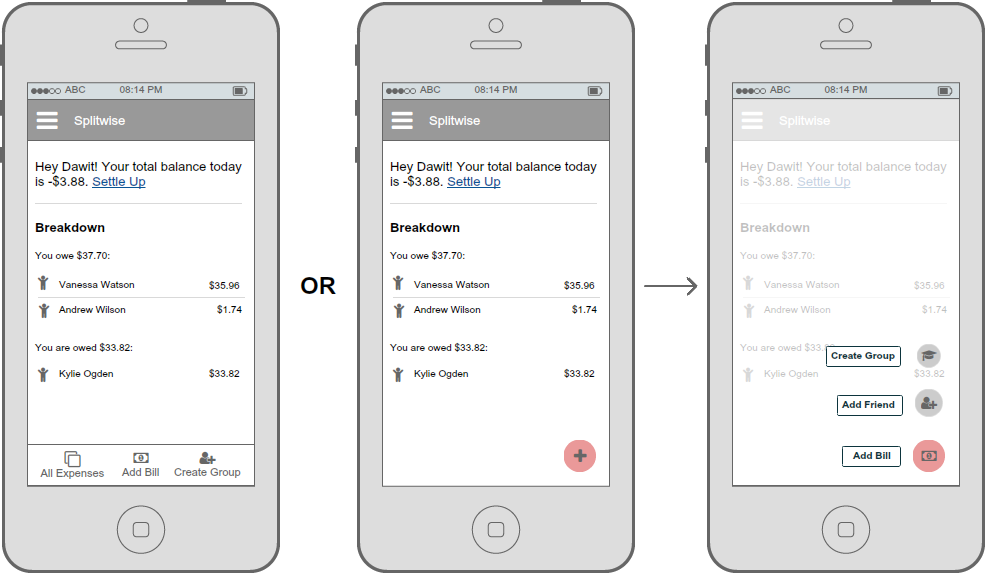 ABC 08:14 PM
Splitwise
Hey Dawit! Your total balance today
is -$3.88. Settle Up
Breakdown
You owe $37.70:
Vanessa Watson $35.96
Andrew Wilson $1.74
You are owed $33.82:
Kylie Ogden $33.82
All Expenses Add Bill Create Group
OR
ABC 08:14 PM
Splitwise
Hey Dawit! Your total balance today
is -$3.88. Settle Up
Breakdown
You owe $37.70:
Vanessa Watson $35.96
Andrew Wilson $1.74
You are owed $33.82:
Kylie Ogden $33.82
ABC 08:14 PM
Splitwise
Hey Dawit! Your total balance today
is -$3.88. Settle Up
Breakdown
You owe $37.70:
Vanessa Watson $35.96
Andrew Wilson $1.74
You are owed $33.8
Create Group
Kylie Ogden $33.82
Add Friend
Add Bill